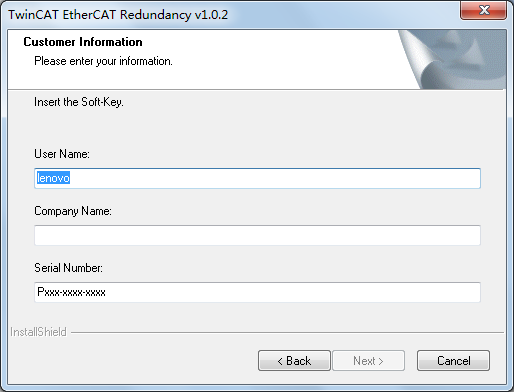 TwinCAT EtherCAT Redundancy v1.0.2
Customer Information
Please enter your information.
Insert the Soft-Key.
User Name:
lenovo
Company Name:
Serial Number:
Pxxx-xxxx-xxxx
InstallShield
< Back
Next >
Cancel